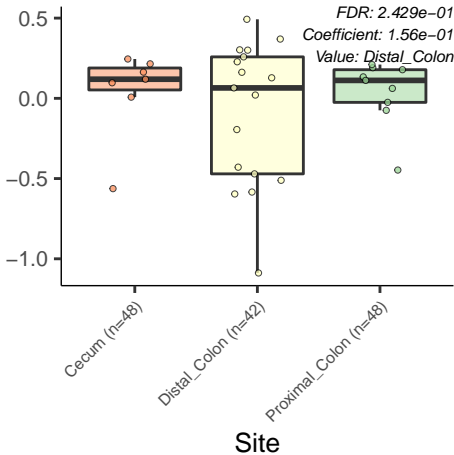 FDR: 2.429e−01
Coefficient: 1.56e−01
Value: Distal_Colon
0.5
0.0
−0.5
−1.0
Cecum (n=48)
Distal_Colon (n=42)
Proximal_Colon (n=48)
Site